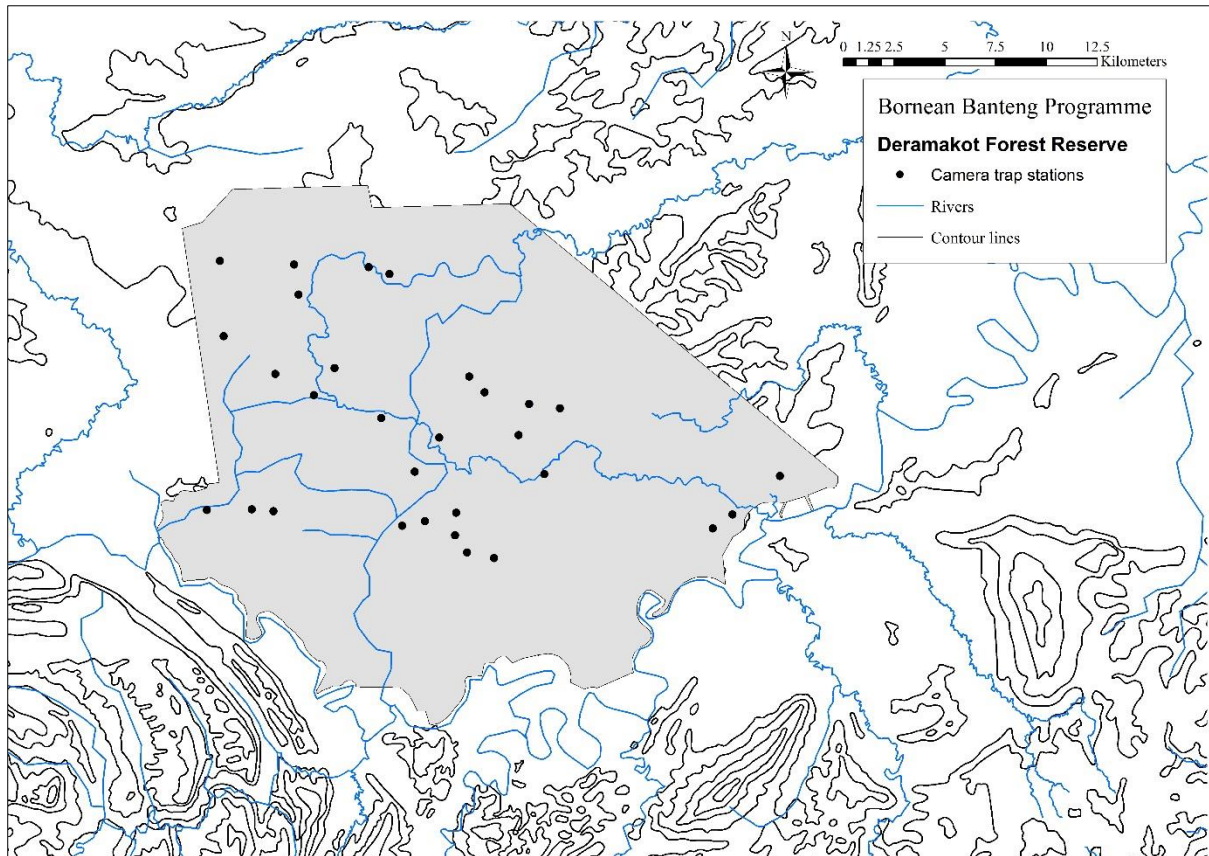 N
0 1.25 2.5 5 7.5 10 12.5
Kilometers
Bornean Banteng Programme
Deramakot Forest Reserve
Camera trap stations
Rivers
Contour lines